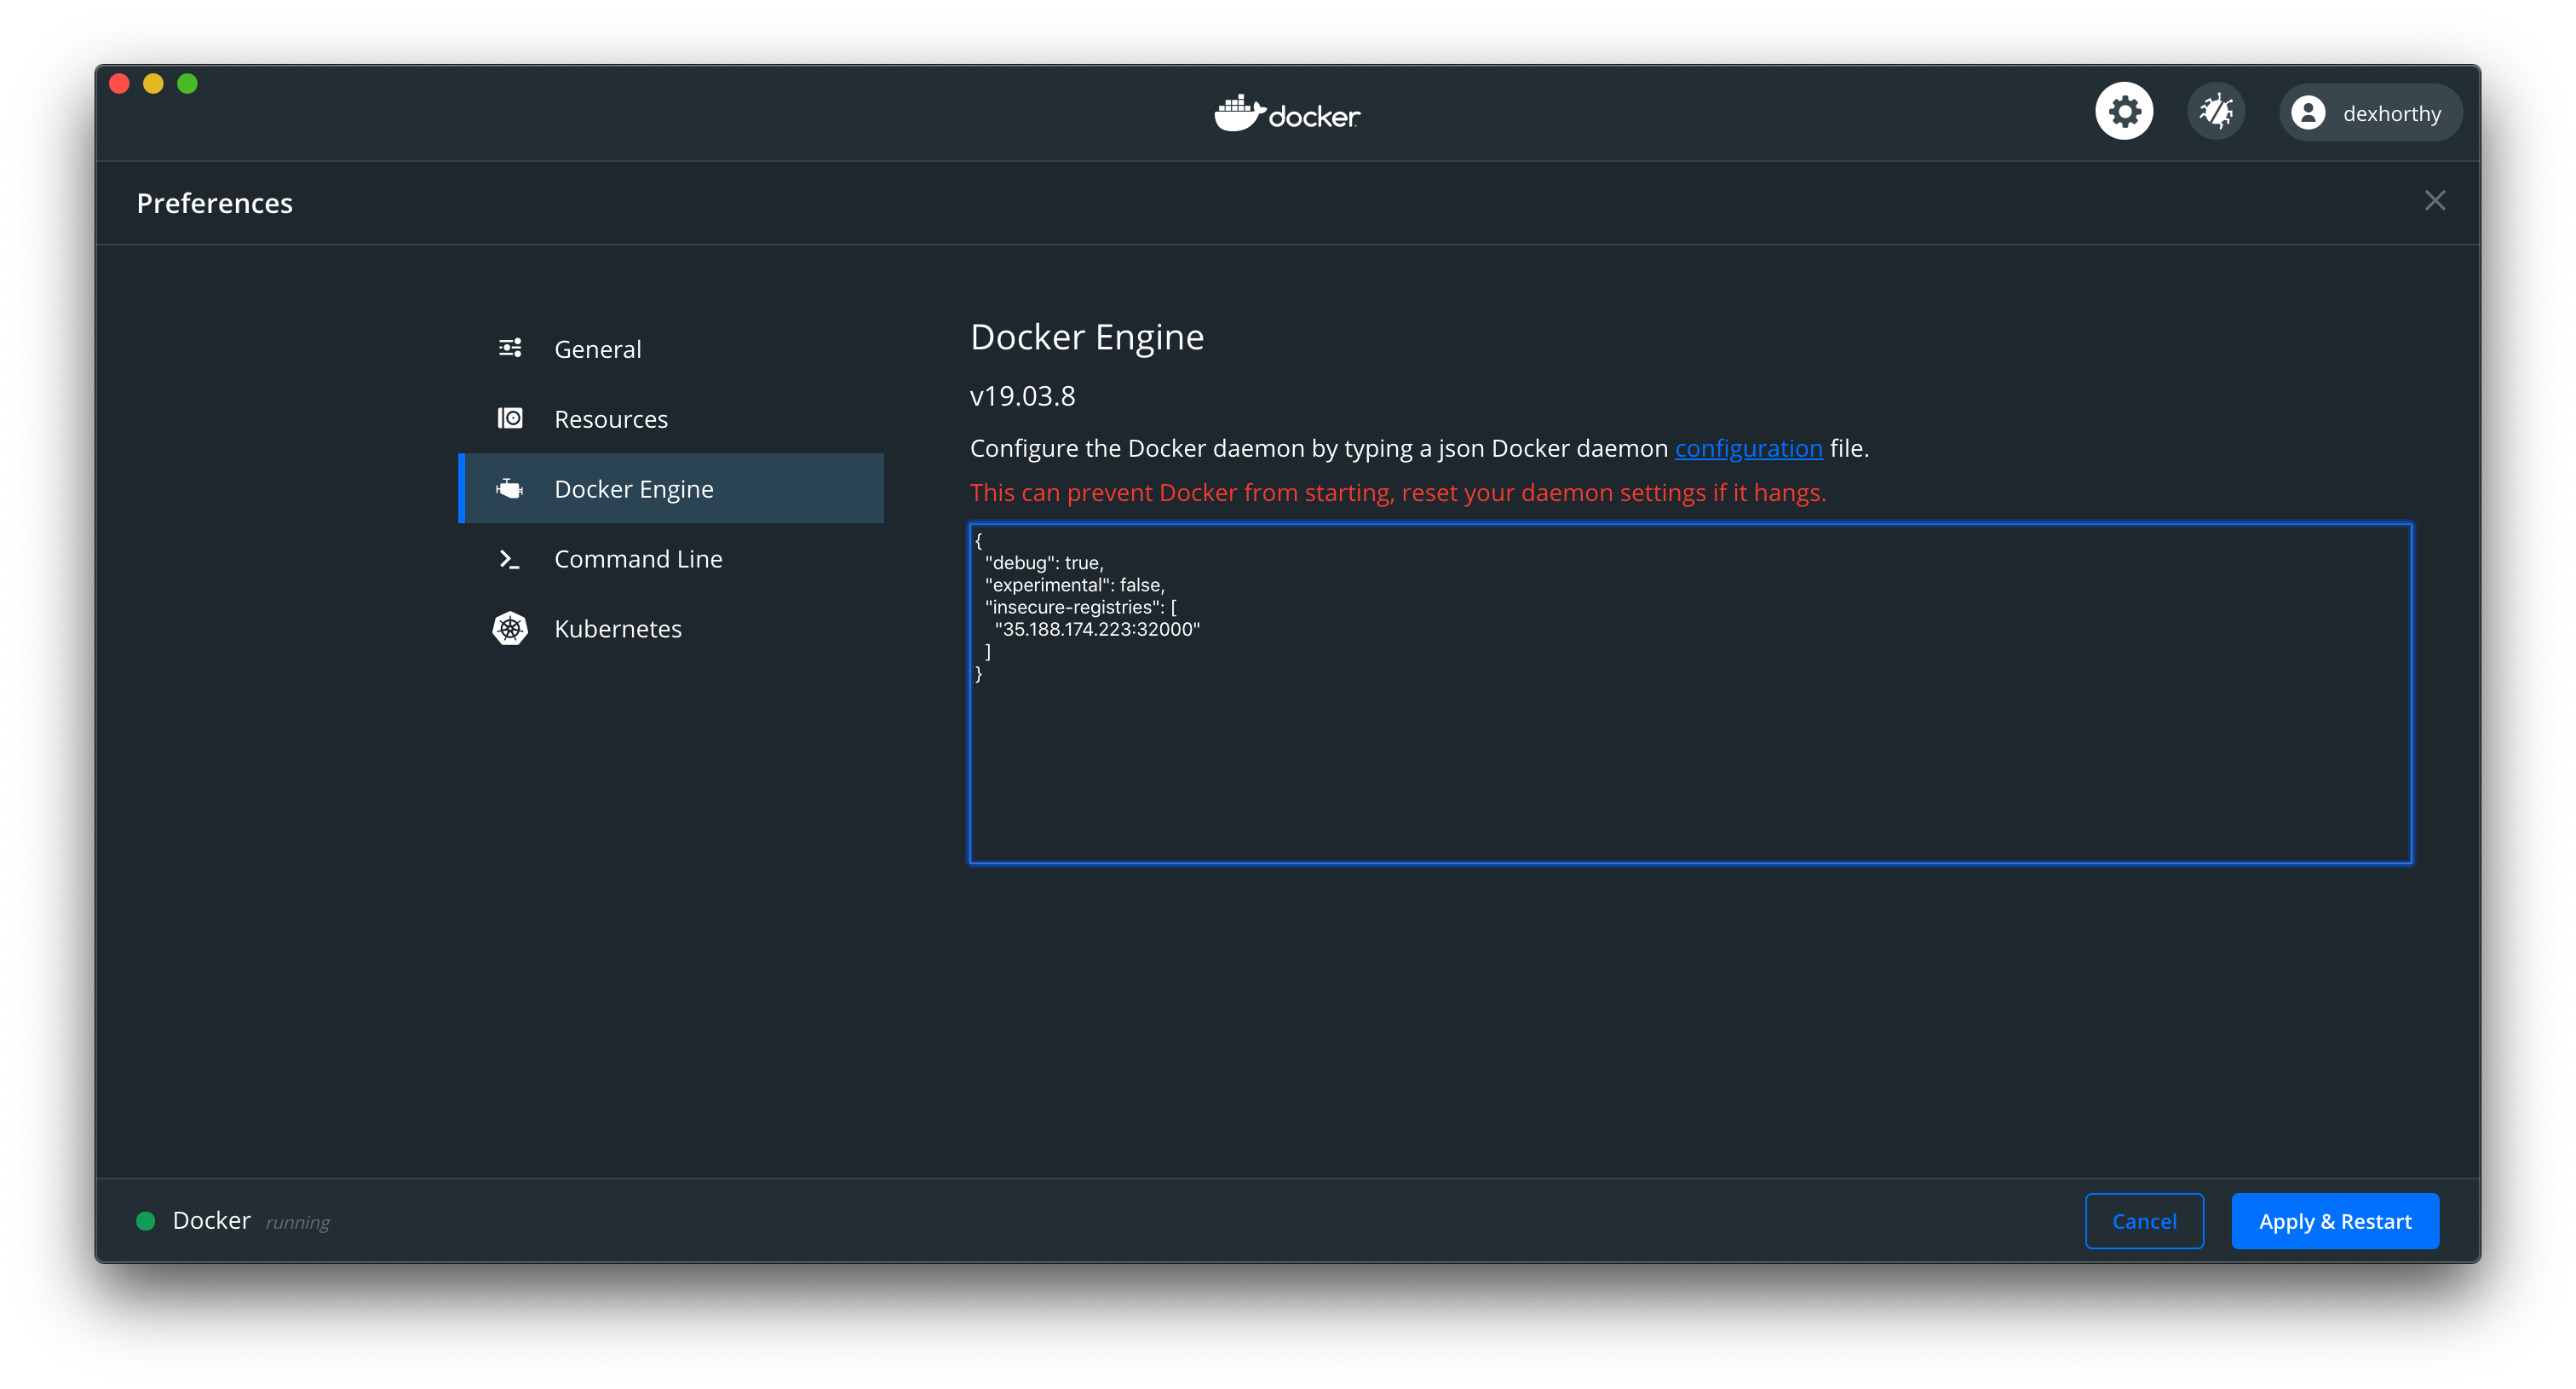 docker
dexhorthy
Preferences
General
Resources
Docker Engine
Command Line
Kubernetes
Docker Engine
v19.03.8
Configure the Docker daemon by typing a json Docker daemon configuration file.
This can prevent Docker from starting, reset your daemon settings if it hangs.
{
  "debug": true,
  "experimental": false,
  "insecure-registries": [
    "35.188.174.223:32000"
  ]
}
Docker running
Cancel
Apply & Restart